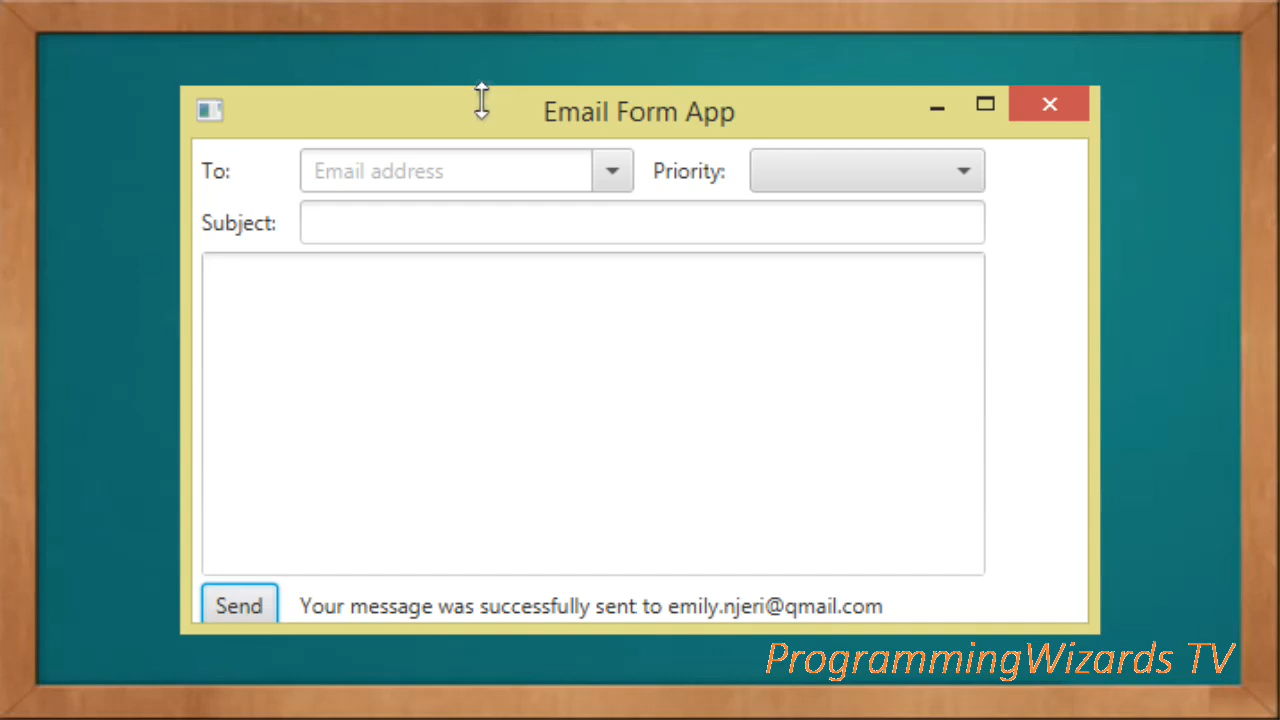 Email Form App
To: Email address Priority:
Subject:
Send Your message was successfully sent to emily.njeri@qmail.com
ProgrammingWizards TV